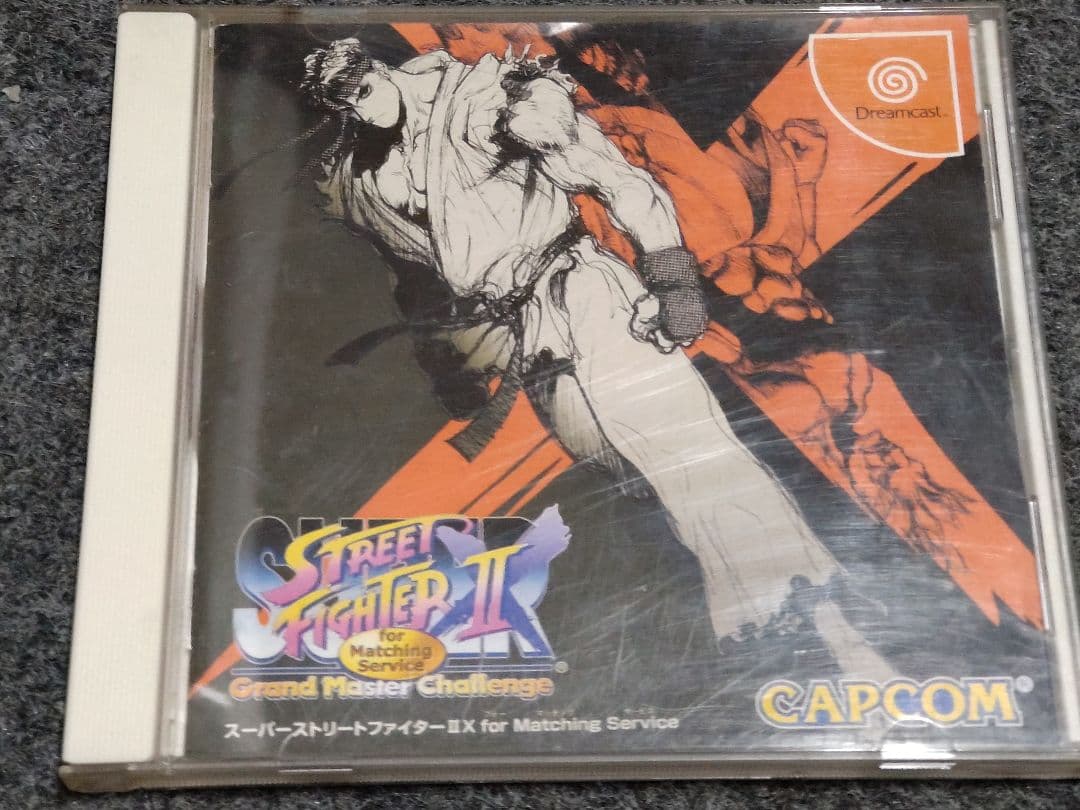 Dreamcast
SUPER
STREET
FIGHTER II X
for
Matching
Service
Grand Master Challenge
スーパーストリートファイターⅡX for Matching Service
CAPCOM®